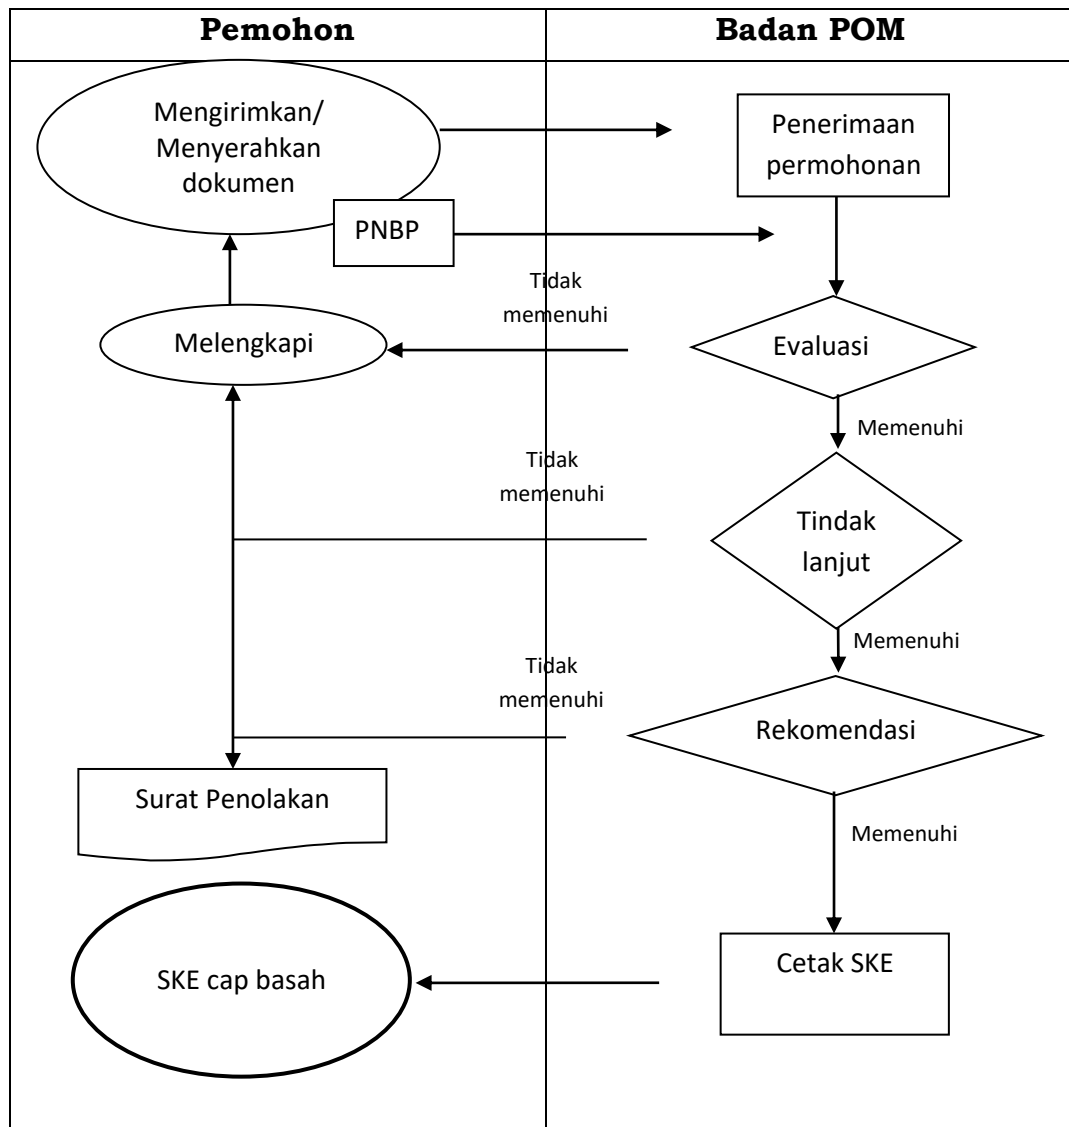 Pemohon
Badan POM
Mengirimkan/
Menyerahkan
dokumen
Penerimaan
permohonan
PNBP
Tidak
memenuhi
Melengkapi
Evaluasi
Memenuhi
Tidak
memenuhi
Tindak
lanjut
Memenuhi
Tidak
memenuhi
Rekomendasi
Surat Penolakan
Memenuhi
SKE cap basah
Cetak SKE